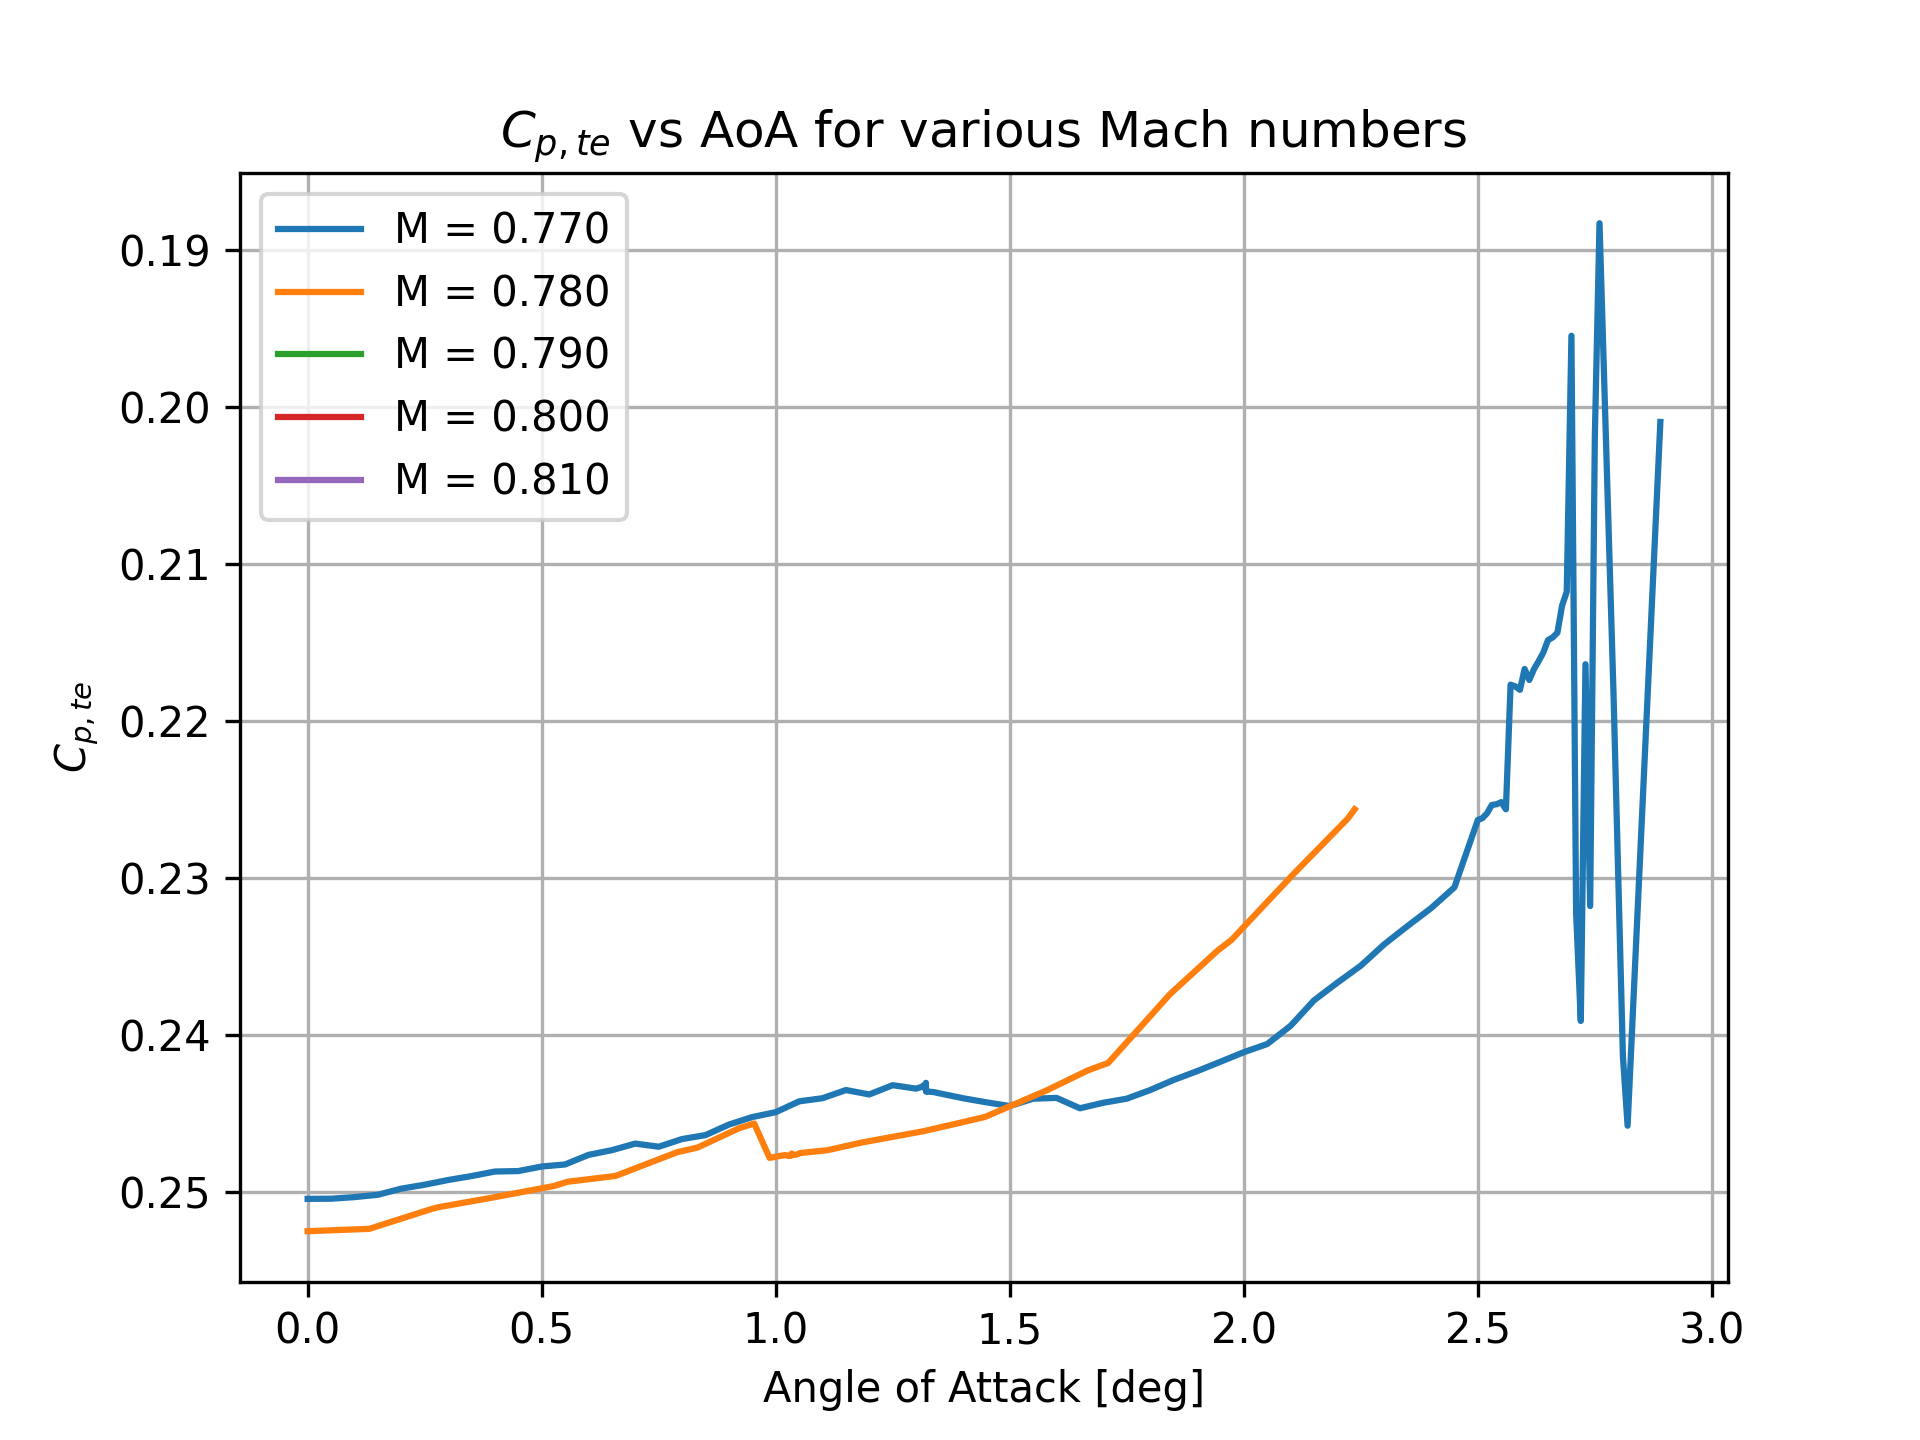 C_{p, te} vs AoA for various Mach numbers
M = 0.770
M = 0.780
M = 0.790
M = 0.800
M = 0.810
0.19
0.20
0.21
0.22
0.23
0.24
0.25
C_{p, te}
0.0 0.5 1.0 1.5 2.0 2.5 3.0
Angle of Attack [deg]